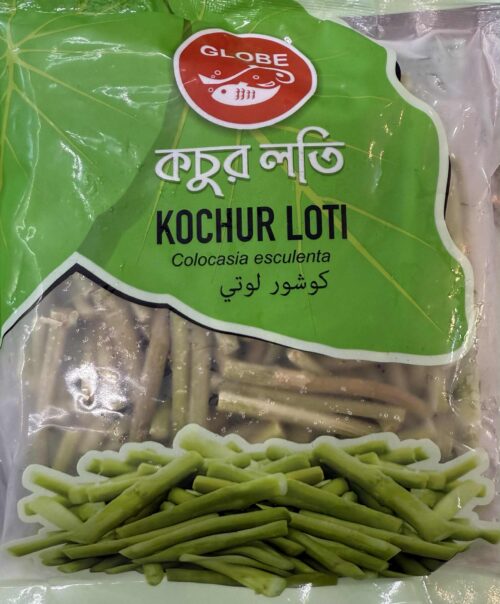 GLOBE
কচুর লতি
KOCHUR LOTI
Colocasia esculenta
كوشور لوتي